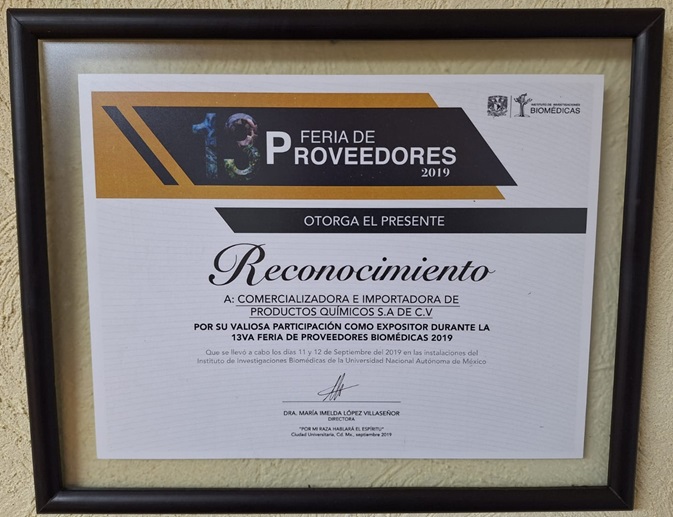 13 FERIA DE
PROVEEDORES
2019
INSTITUTO DE INVESTIGACIONES
BIOMÉDICAS
OTORGA EL PRESENTE
Reconocimiento
A: COMERCIALIZADORA E IMPORTADORA DE
PRODUCTOS QUÍMICOS S.A DE C.V
POR SU VALIOSA PARTICIPACIÓN COMO EXPOSITOR DURANTE LA
13VA FERIA DE PROVEEDORES BIOMÉDICAS 2019
Que se llevó a cabo los días 11 y 12 de Septiembre del 2019 en las instalaciones del
Instituto de Investigaciones Biomédicas de la Universidad Nacional Autónoma de México
DRA. MARÍA IMELDA LÓPEZ VILLASEÑOR
DIRECTORA
"POR MI RAZA HABLARÁ EL ESPÍRITU"
Ciudad Universitaria, Cd. Mx., septiembre 2019